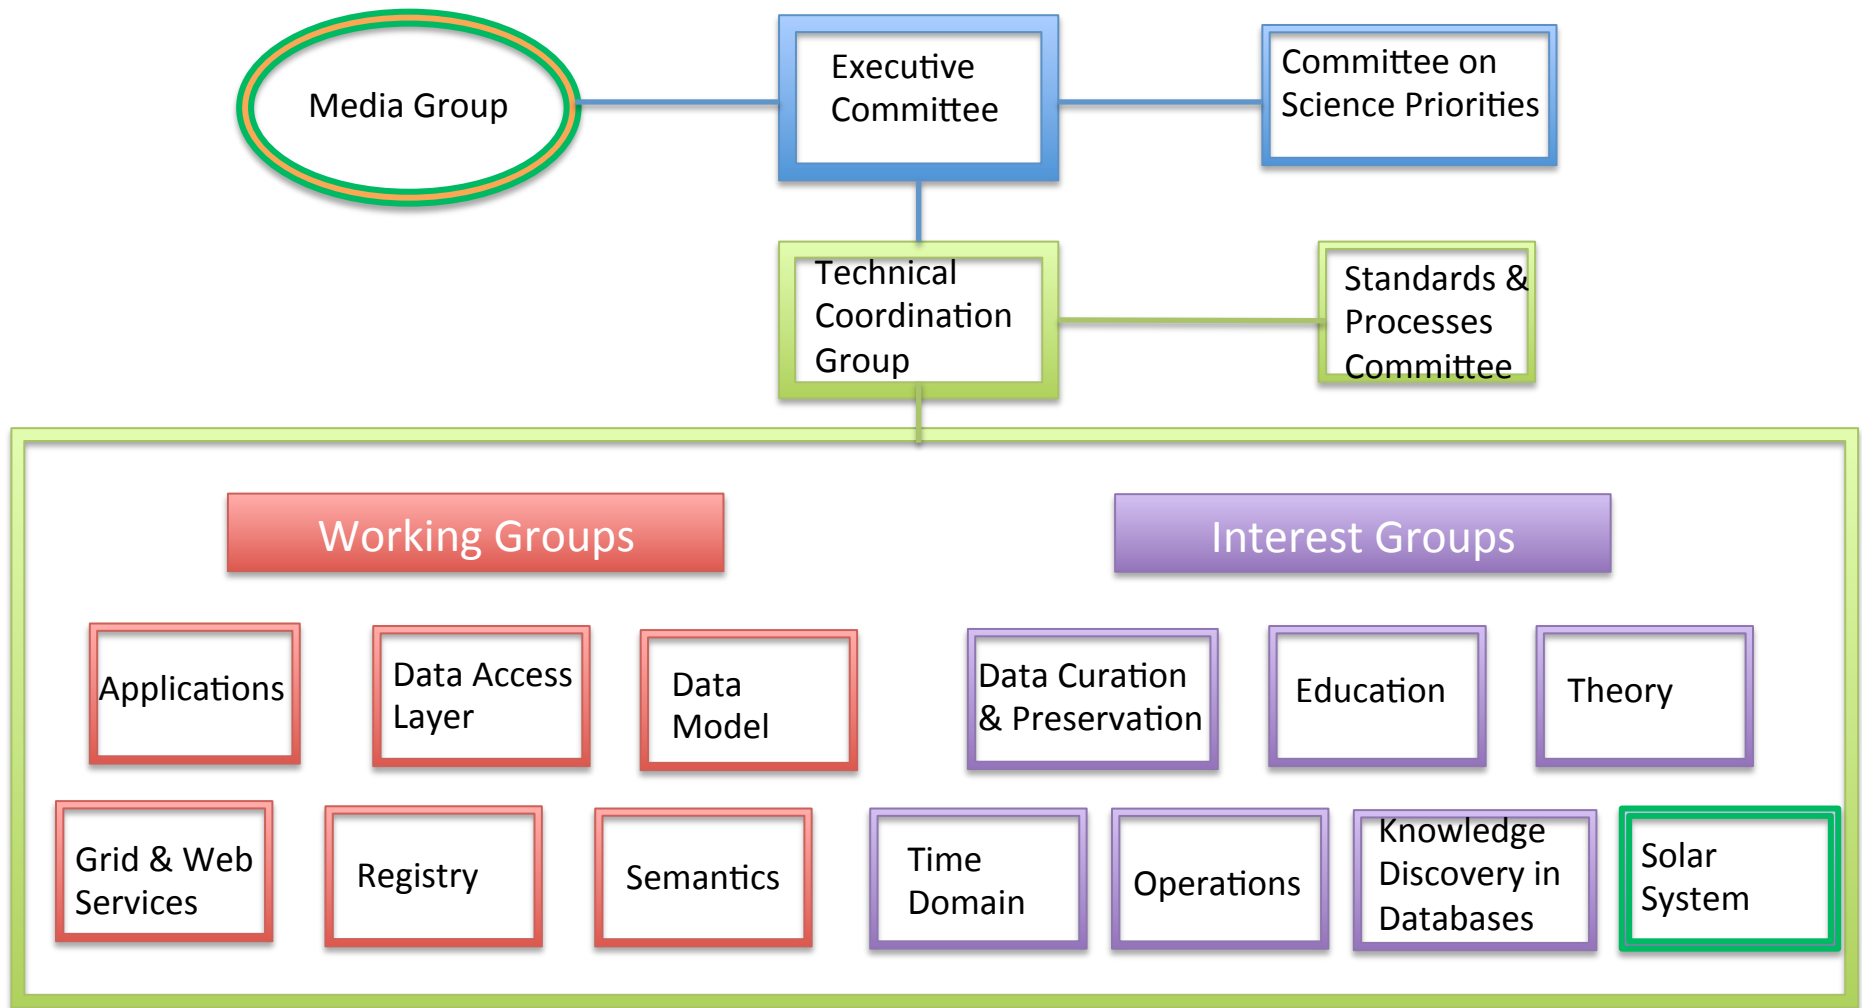 Media Group
Executive
Committee
Committee on
Science Priorities
Technical
Coordination
Group
Standards &
Processes
Committee
Working Groups
Interest Groups
Applications
Data Access
Layer
Data
Model
Data Curation
& Preservation
Education
Theory
Grid & Web
Services
Registry
Semantics
Time
Domain
Operations
Knowledge
Discovery in
Databases
Solar
System